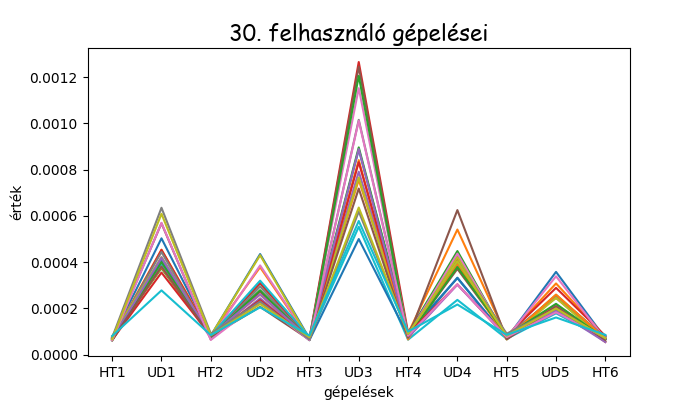 30. felhasználó gépelései
0.0012
0.0010
0.0008
0.0006
0.0004
0.0002
0.0000
érték
HT1 UD1 HT2 UD2 HT3 UD3 HT4 UD4 HT5 UD5 HT6
gépelések